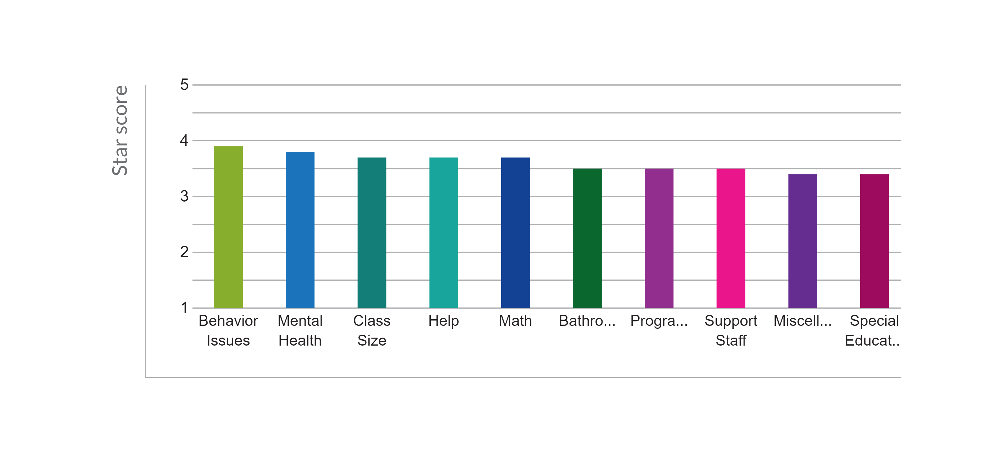 Star score
5
4
3
2
1
Behavior Issues
Mental Health
Class Size
Help
Math
Bathro...
Progra...
Support Staff
Miscell...
Special Educat..